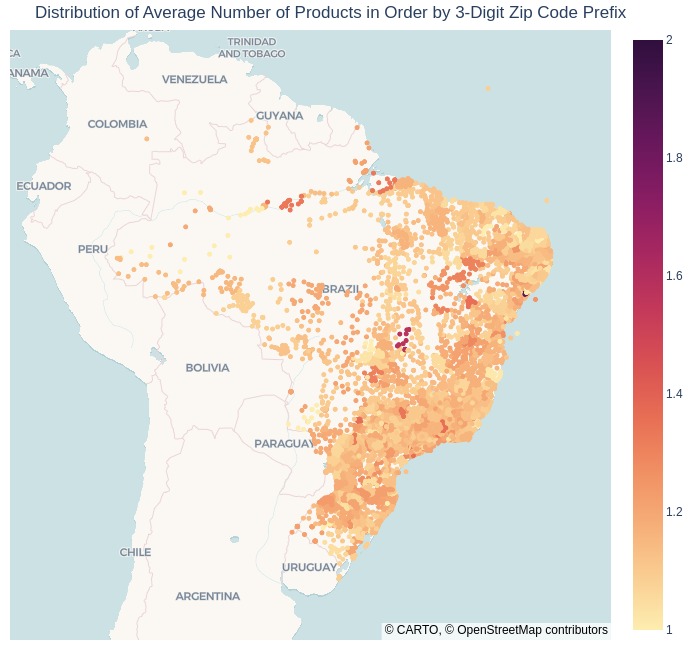 Distribution of Average Number of Products in Order by 3-Digit Zip Code Prefix
TRINIDAD
AND TOBAGO
CA
ANAMA
VENEZUELA
GUYANA
COLOMBIA
ECUADOR
PERU
BRAZIL
BOLIVIA
PARAGUAY
CHILE
URUGUAY
ARGENTINA
2
1.8
1.6
1.4
1.2
1
© CARTO, © OpenStreetMap contributors